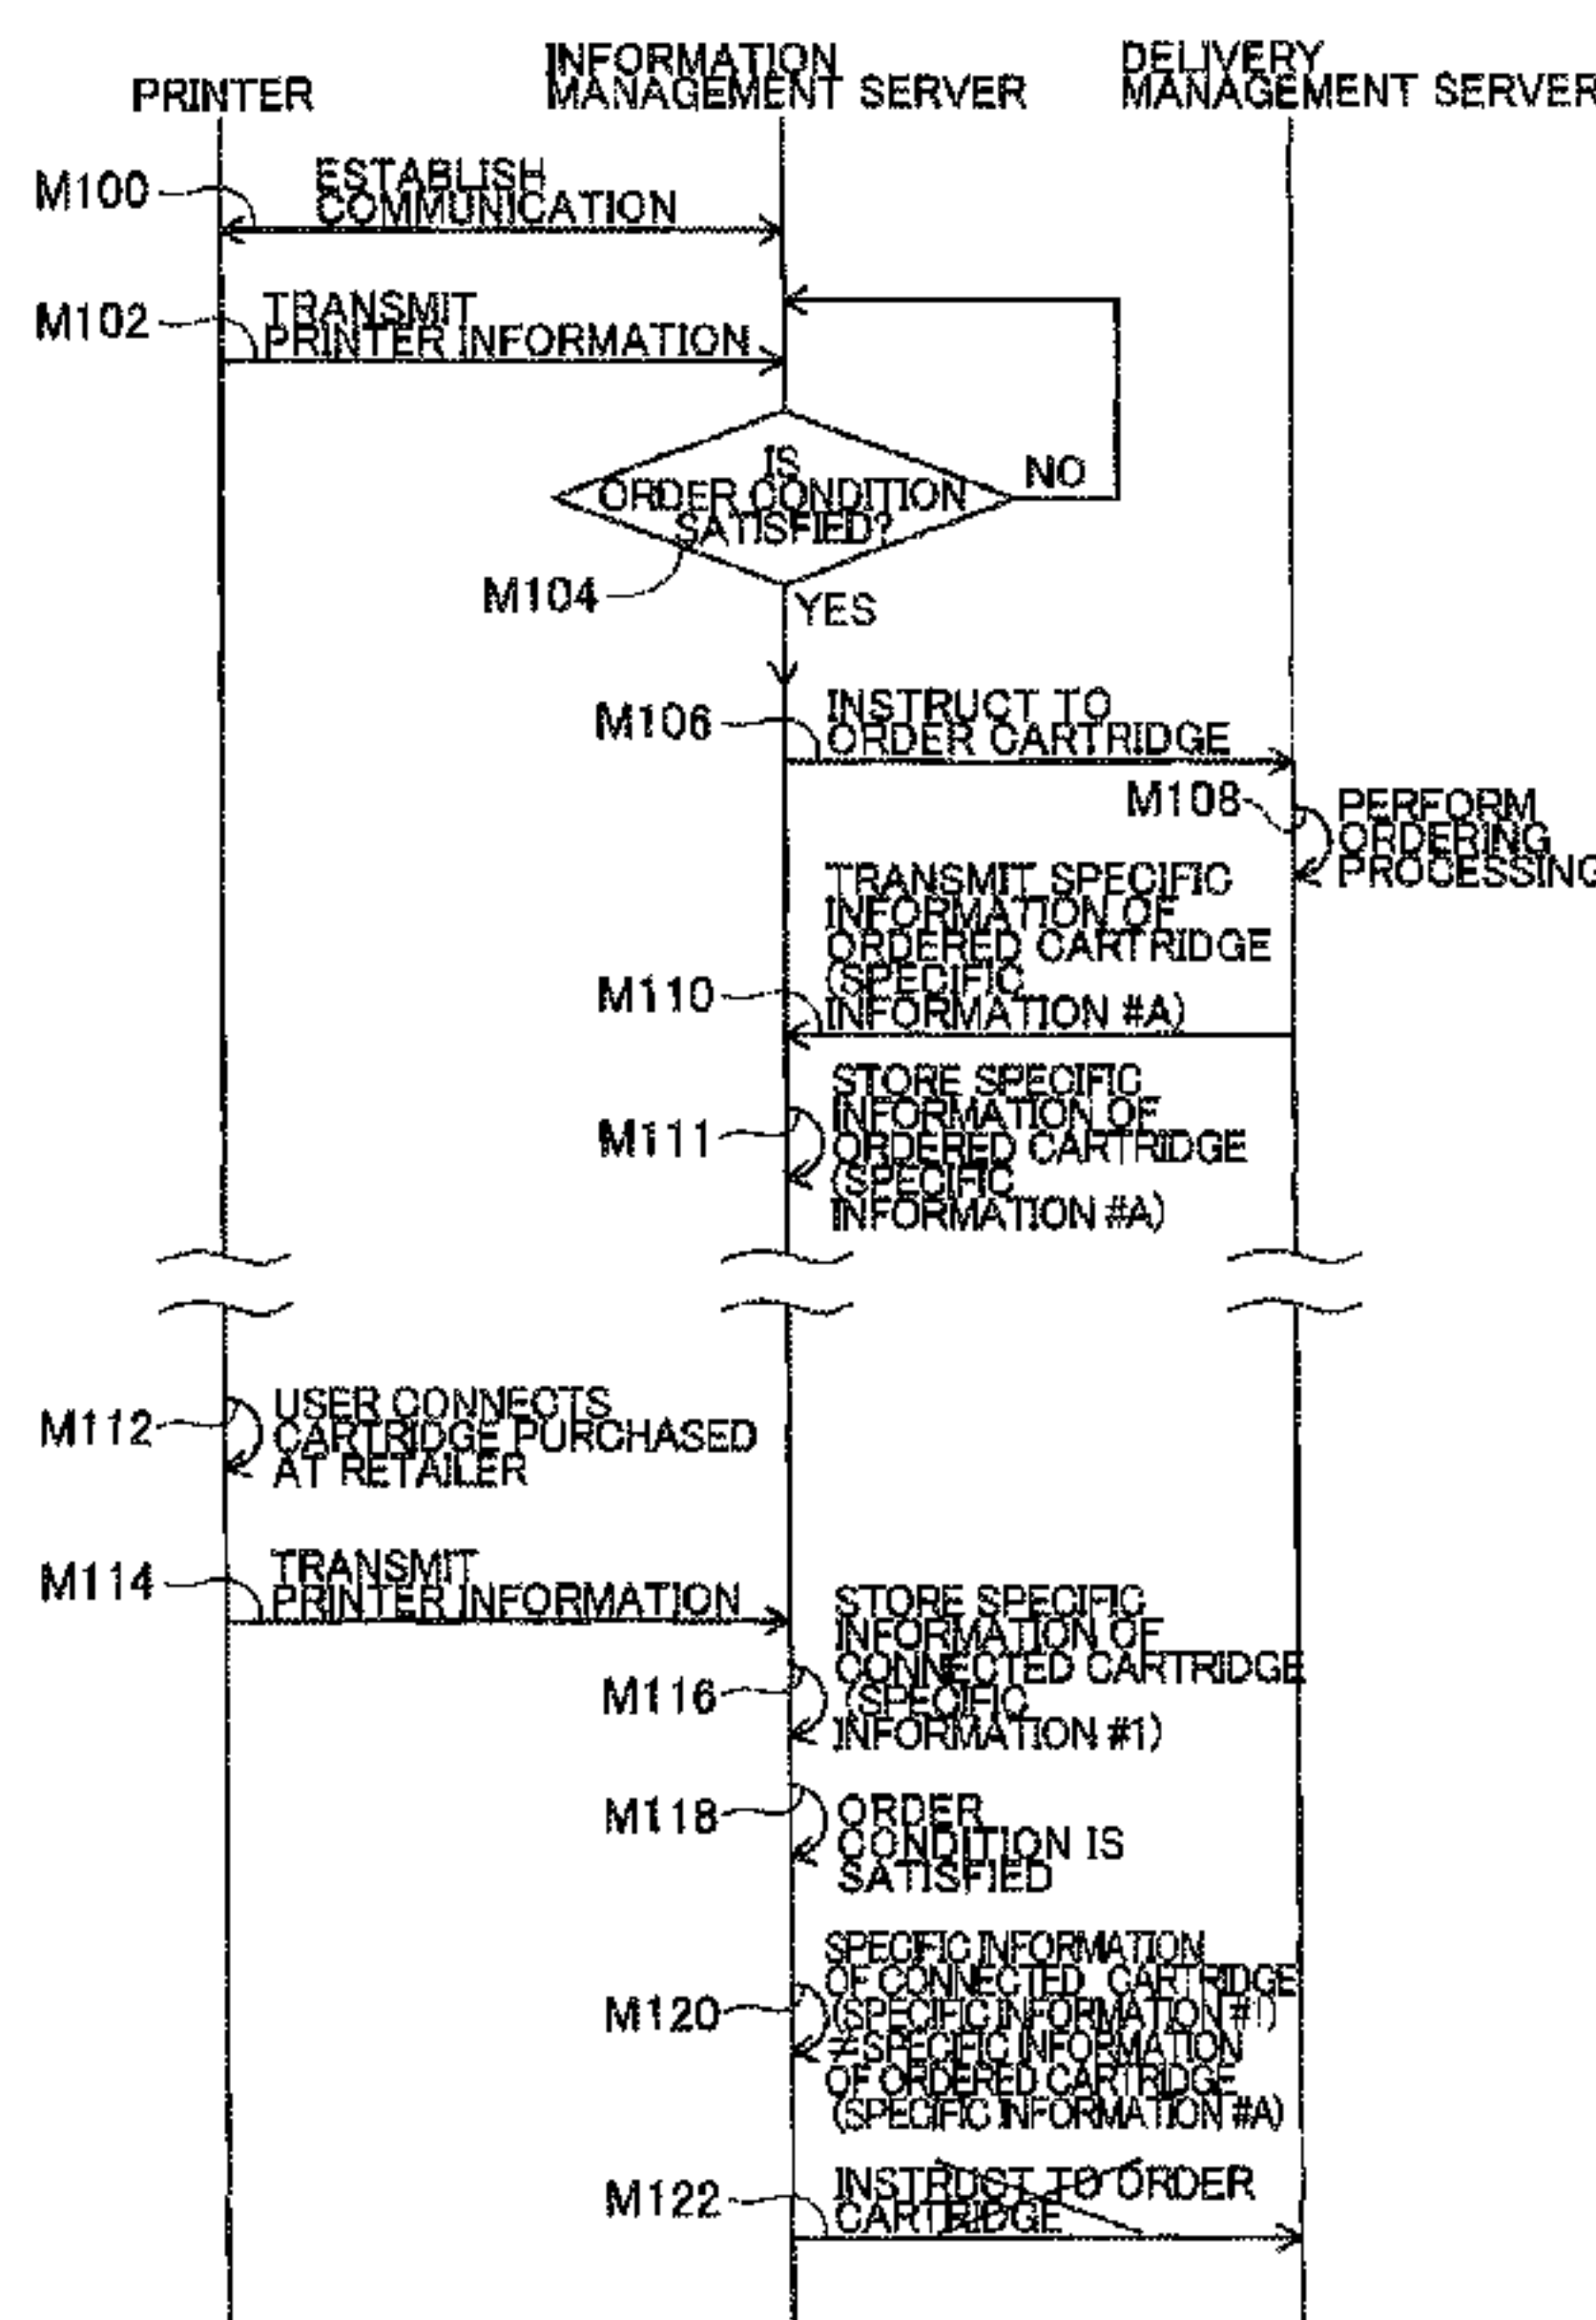 PRINTER
INFORMATION
MANAGEMENT SERVER
DELIVERY
MANAGEMENT SERVER
M100
ESTABLISH
COMMUNICATION
M102
TRANSMIT
PRINTER INFORMATION
IS
ORDER CONDITION
SATISFIED?
NO
M104
YES
M106
INSTRUCT TO
ORDER CARTRIDGE
M108
PERFORM
ORDERING
PROCESSING
TRANSMIT SPECIFIC
INFORMATION OF
ORDERED CARTRIDGE
(SPECIFIC
INFORMATION #A)
M110
STORE SPECIFIC
INFORMATION OF
ORDERED CARTRIDGE
(SPECIFIC
INFORMATION #A)
M111
M112
USER CONNECTS
CARTRIDGE PURCHASED
AT RETAILER
M114
TRANSMIT
PRINTER INFORMATION
STORE SPECIFIC
INFORMATION OF
CONNECTED CARTRIDGE
(SPECIFIC
INFORMATION #1)
M116
M118
ORDER
CONDITION IS
SATISFIED
SPECIFIC INFORMATION
OF CONNECTED CARTRIDGE
(SPECIFIC INFORMATION #1)
≠SPECIFIC INFORMATION
OF ORDERED CARTRIDGE
(SPECIFIC INFORMATION #A)
M120
M122
INSTRUST TO ORDER
CARTRIDGE